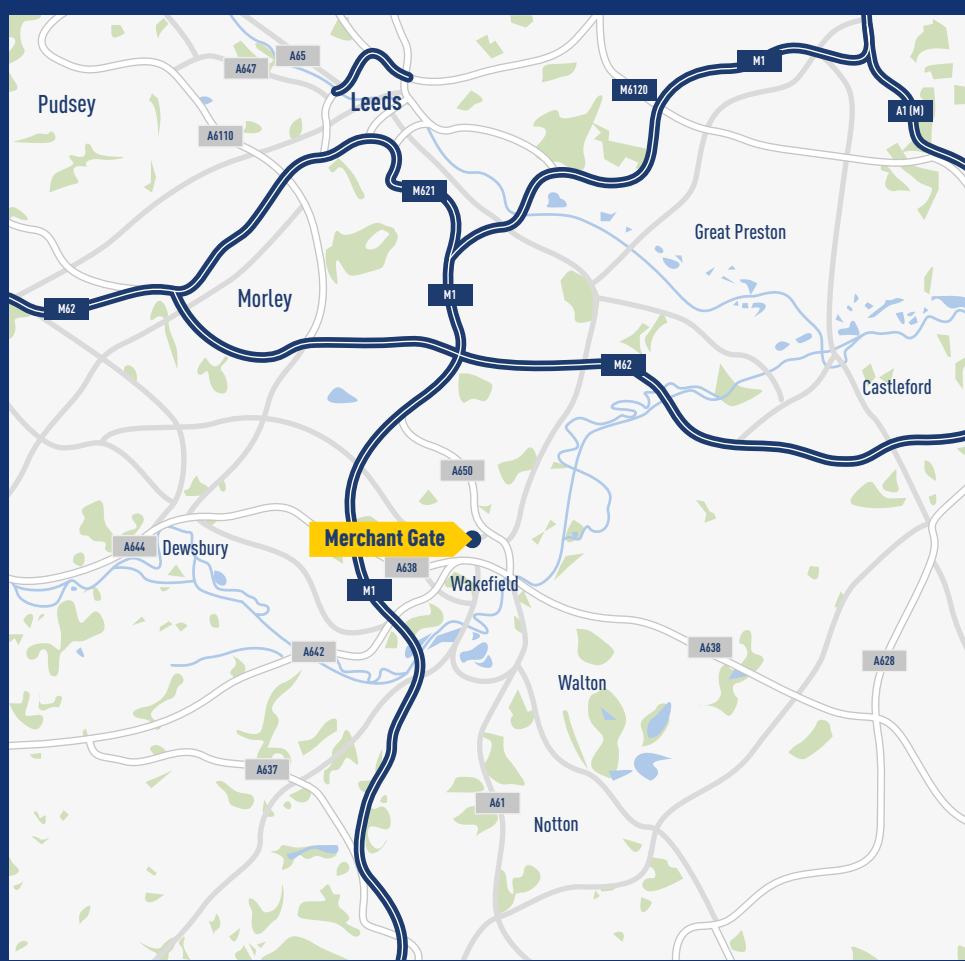 A65
M1
A647
M6120
Leeds
Pudsey
A1 (M)
A6110
M621
Great Preston
M1
Morley
M62
M62
Castleford
A650
Merchant Gate
A644
Dewsbury
A638
Wakefield
M1
A638
A642
A628
Walton
A637
A61
Notton